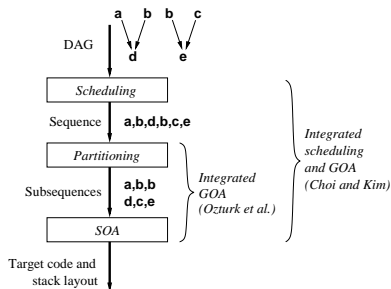 a b b c
DAG
d e
Scheduling
Sequence a,b,d,b,c,e
Partitioning
Subsequences a,b,b
d,c,e
SOA
Target code and
stack layout
Integrated
GOA
(Ozturk et al.)
Integrated
scheduling
and GOA
(Choi and Kim)